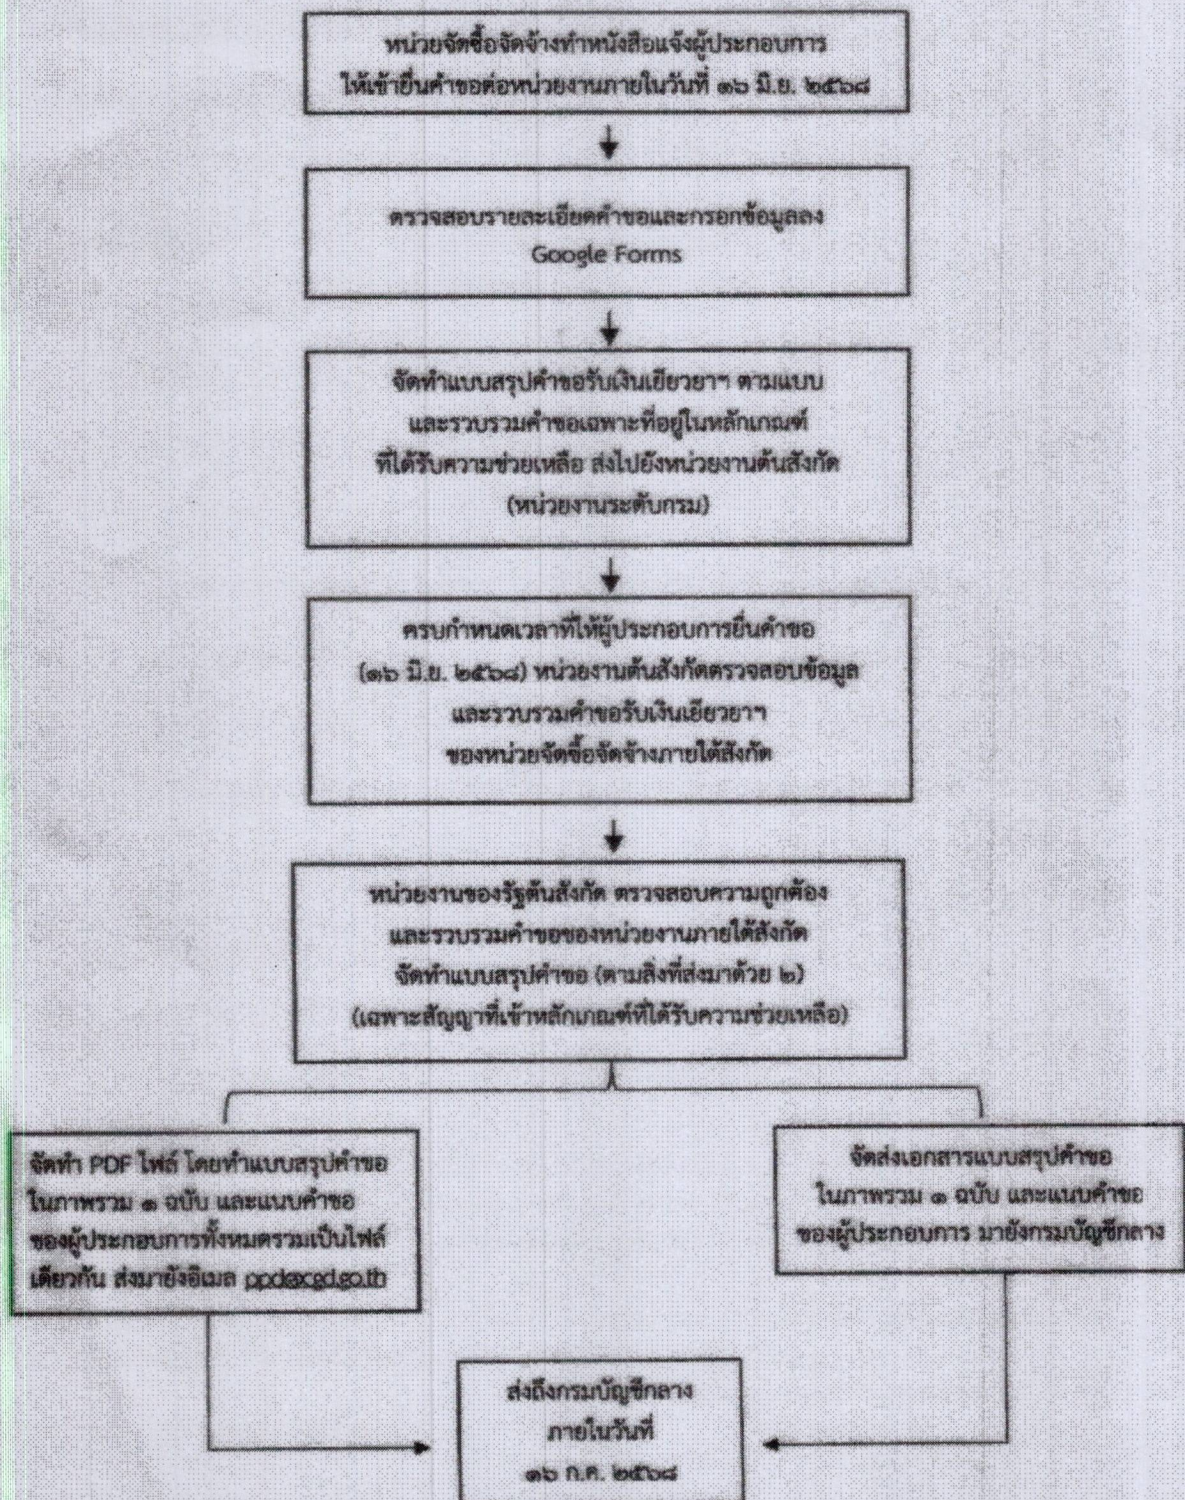 หน่วยจัดซื้อจัดจ้างทำหนังสือแจ้งผู้ประกอบการ
ให้เข้ายื่นคำขอต่อหน่วยงานภายในวันที่ ๑๖ มิ.ย. ๒๕๖๘
ตรวจสอบรายละเอียดคำขอและกรอกข้อมูลลง
Google Forms
จัดทำแบบสรุปคำขอรับเงินเยียวยาฯ ตามแบบ
และรวบรวมคำขอเฉพาะที่อยู่ในหลักเกณฑ์
ที่ได้รับความช่วยเหลือ ส่งไปยังหน่วยงานต้นสังกัด
(หน่วยงานระดับกรม)
ครบกำหนดเวลาที่ให้ผู้ประกอบการยื่นคำขอ
(๑๖ มิ.ย. ๒๕๖๘) หน่วยงานต้นสังกัดตรวจสอบข้อมูล
และรวบรวมคำขอรับเงินเยียวยาฯ
ของหน่วยจัดซื้อจัดจ้างภายใต้สังกัด
หน่วยงานของรัฐต้นสังกัด ตรวจสอบความถูกต้อง
และรวบรวมคำขอของหน่วยงานภายใต้สังกัด
จัดทำแบบสรุปคำขอ (ตามสิ่งที่ส่งมาด้วย ๒)
(เฉพาะสัญญาที่เข้าหลักเกณฑ์ที่ได้รับความช่วยเหลือ)
จัดทำ PDF ไฟล์ โดยทำแบบสรุปคำขอ
ในภาพรวม ๑ ฉบับ และแนบคำขอ
ของผู้ประกอบการทั้งหมดรวมเป็นไฟล์
เดียวกัน ส่งมายังอีเมล ppd@cgd.go.th
จัดส่งเอกสารแบบสรุปคำขอ
ในภาพรวม ๑ ฉบับ และแนบคำขอ
ของผู้ประกอบการ มายังกรมบัญชีกลาง
ส่งถึงกรมบัญชีกลาง
ภายในวันที่
๑๖ ก.ค. ๒๕๖๘